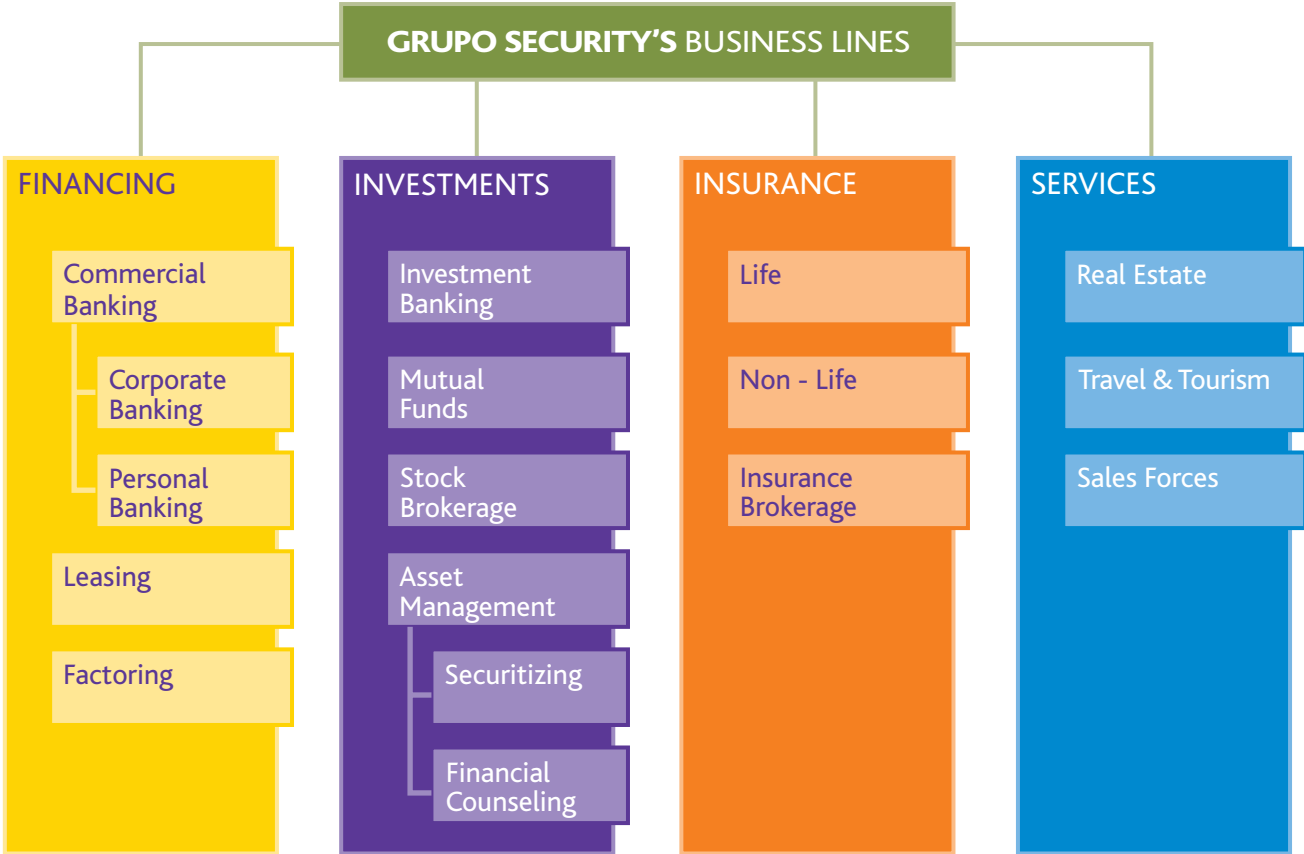 GRUPO SECURITY'S BUSINESS LINES
FINANCING
Commercial
Banking
Corporate
Banking
Personal
Banking
Leasing
Factoring
INVESTMENTS
Investment
Banking
Mutual
Funds
Stock
Brokerage
Asset
Management
Securitizing
Financial
Counseling
INSURANCE
Life
Non - Life
Insurance
Brokerage
SERVICES
Real Estate
Travel & Tourism
Sales Forces